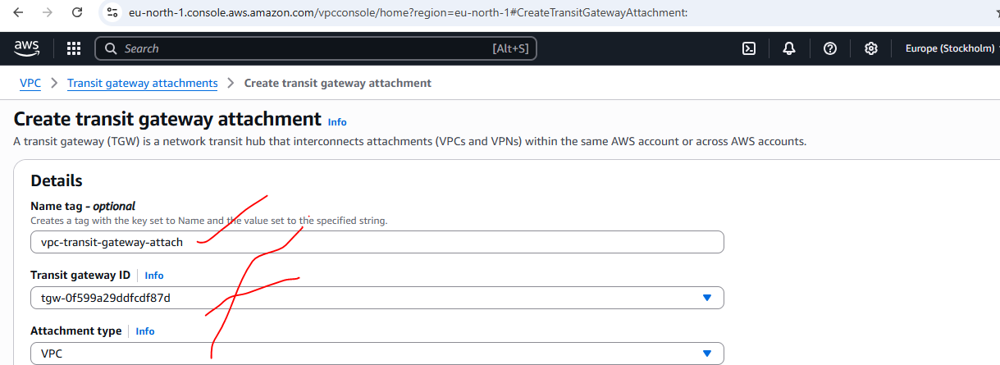 eu-north-1.console.aws.amazon.com/vpcconsole/home?region=eu-north-1#CreateTransitGatewayAttachment:
aws Search [Alt+S] Europe (Stockholm)
VPC > Transit gateway attachments > Create transit gateway attachment
Create transit gateway attachment Info
A transit gateway (TGW) is a network transit hub that interconnects attachments (VPCs and VPNs) within the same AWS account or across AWS accounts.
Details
Name tag - optional
Creates a tag with the key set to Name and the value set to the specified string.
vpc-transit-gateway-attach
Transit gateway ID Info
tgw-0f599a29ddfcdf87d
Attachment type Info
VPC